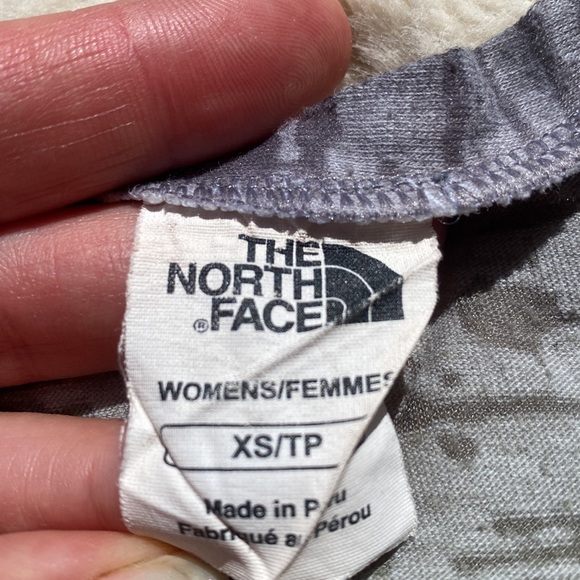 THE
NORTH
® FACE
WOMENS/FEMMES
XS/TP
Made in Peru
Fabriqué au Pérou